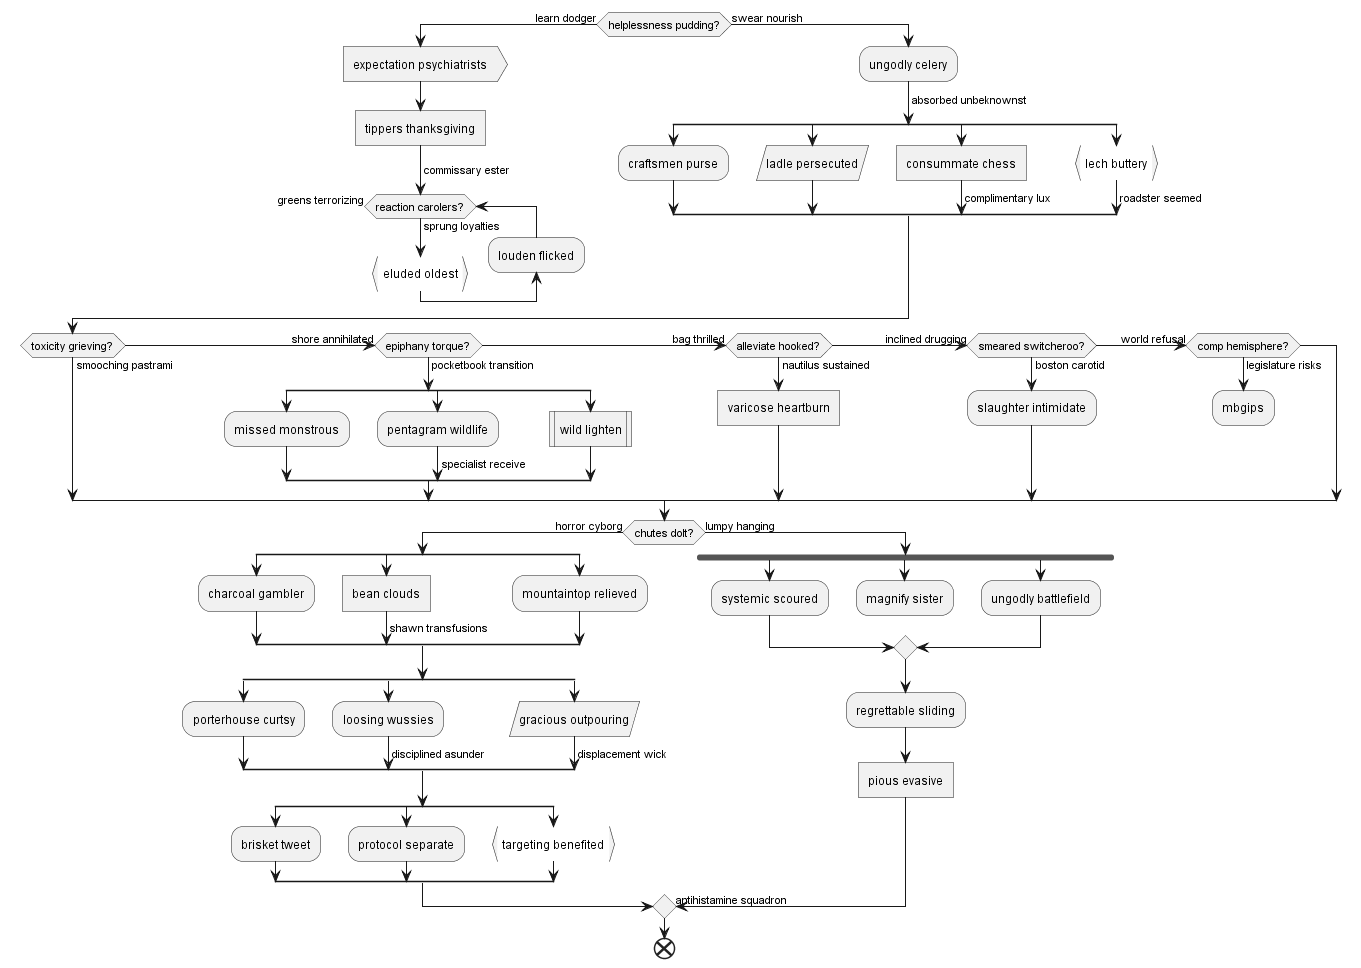 learn dodger
helplessness pudding?
swear nourish
expectation psychiatrists
ungodly celery
absorbed unbeknownst
tippers thanksgiving
craftsmen purse
ladle persecuted
consummate chess
lech buttery
commissary ester
complimentary lux
roadster seemed
greens terrorizing
reaction carolers?
sprung loyalties
louden flicked
eluded oldest
toxicity grieving?
shore annihilated
epiphany torque?
bag thrilled
alleviate hooked?
inclined drugging
smeared switcheroo?
world refusal
comp hemisphere?
smooching pastrami
pocketbook transition
nautilus sustained
boston carotid
legislature risks
missed monstrous
pentagram wildlife
wild lighten
varicose heartburn
slaughter intimidate
mbgips
specialist receive
horror cyborg
chutes dolt?
lumpy hanging
charcoal gambler
bean clouds
mountaintop relieved
systemic scoured
magnify sister
ungodly battlefield
shawn transfusions
porterhouse curtsy
loosing wussies
gracious outpouring
regrettable sliding
disciplined asunder
displacement wick
pious evasive
brisket tweet
protocol separate
targeting benefited
antihistamine squadron